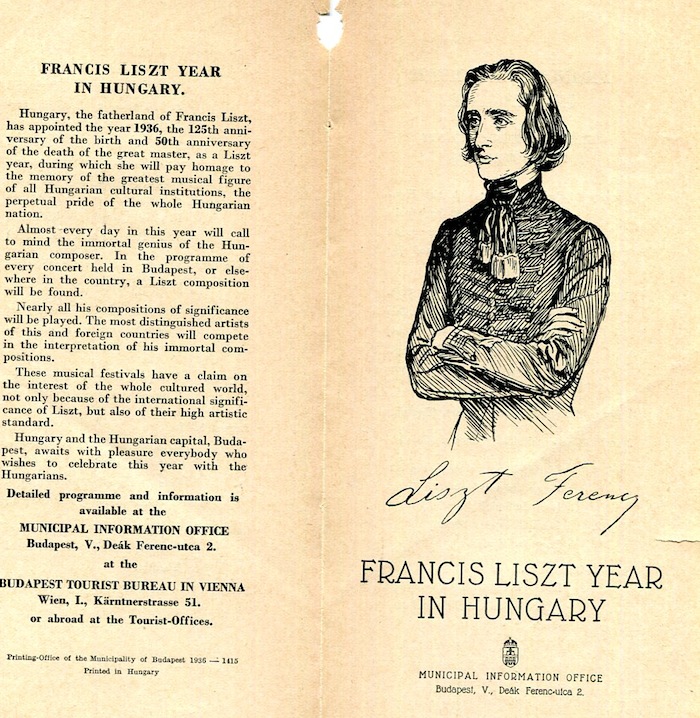 FRANCIS LISZT YEAR
IN HUNGARY.
Hungary, the fatherland of Francis Liszt,
has appointed the year 1936, the 125th anni-
versary of the birth and 50th anniversary
of the death of the great master, as a Liszt
year, during which she will pay homage to
the memory of the greatest musical figure
of all Hungarian cultural institutions, the
perpetual pride of the whole Hungarian
nation.
Almost every day in this year will call
to mind the immortal genius of the Hun-
garian composer. In the programme of
every concert held in Budapest, or else-
where in the country, a Liszt composition
will be found.
Nearly all his compositions of significance
will be played. The most distinguished artists
of this and foreign countries will compete
in the interpretation of his immortal com-
positions.
These musical festivals have a claim on
the interest of the whole cultured world,
not only because of the international signifi-
cance of Liszt, but also of their high artistic
standard.
Hungary and the Hungarian capital, Buda-
pest, awaits with pleasure everybody who
wishes to celebrate this year with the
Hungarians.
Detailed programme and information is
available at the
MUNICIPAL INFORMATION OFFICE
Budapest, V., Deák Ferenc-utca 2.
at the
BUDAPEST TOURIST BUREAU IN VIENNA
Wien, I., Kärntnerstrasse 51.
or abroad at the Tourist-Offices.
Printing-Office of the Municipality of Budapest 1936 — 1415
Printed in Hungary
Liszt Ferenc
FRANCIS LISZT YEAR
IN HUNGARY
MUNICIPAL INFORMATION OFFICE
Budapest, V., Deák Ferenc-utca 2.